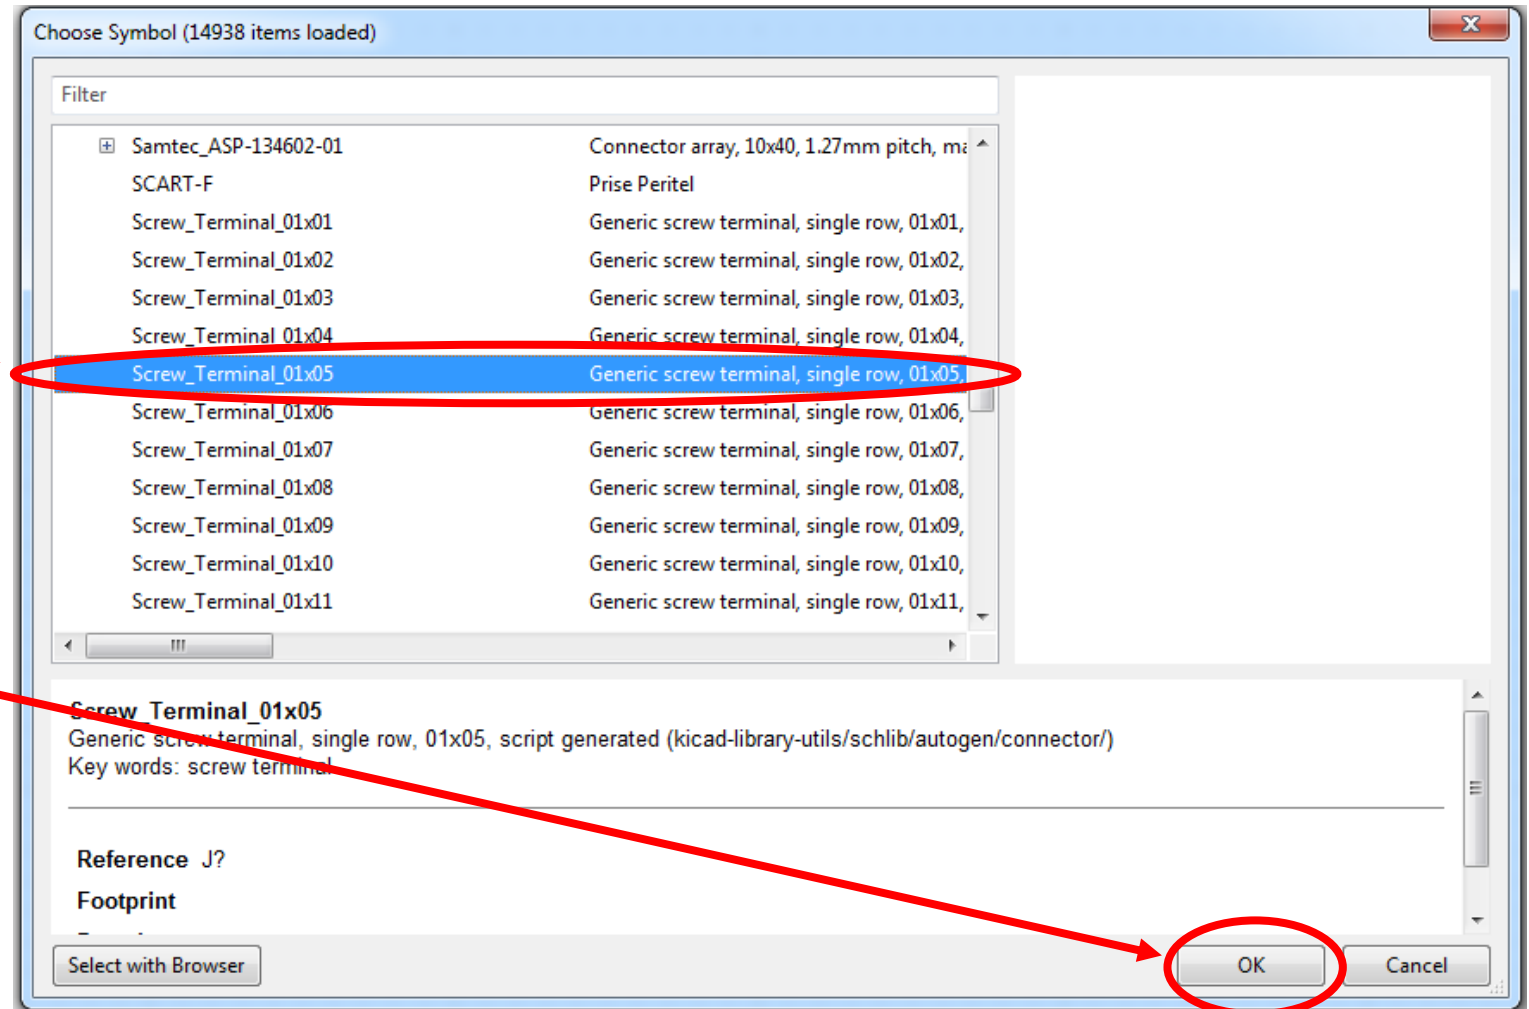 Choose Symbol (14938 items loaded)
Filter
Samtec_ASP-134602-01 Connector array, 10x40, 1.27mm pitch, ma
SCART-F Prise Peritel
Screw_Terminal_01x01 Generic screw terminal, single row, 01x01,
Screw_Terminal_01x02 Generic screw terminal, single row, 01x02,
Screw_Terminal_01x03 Generic screw terminal, single row, 01x03,
Screw_Terminal_01x04 Generic screw terminal, single row, 01x04,
Screw_Terminal_01x05 Generic screw terminal, single row, 01x05,
Screw_Terminal_01x06 Generic screw terminal, single row, 01x06,
Screw_Terminal_01x07 Generic screw terminal, single row, 01x07,
Screw_Terminal_01x08 Generic screw terminal, single row, 01x08,
Screw_Terminal_01x09 Generic screw terminal, single row, 01x09,
Screw_Terminal_01x10 Generic screw terminal, single row, 01x10,
Screw_Terminal_01x11 Generic screw terminal, single row, 01x11,
Screw_Terminal_01x05
Generic screw terminal, single row, 01x05, script generated (kicad-library-utils/schlib/autogen/connector/)
Key words: screw terminal
Reference J?
Footprint
Select with Browser OK Cancel